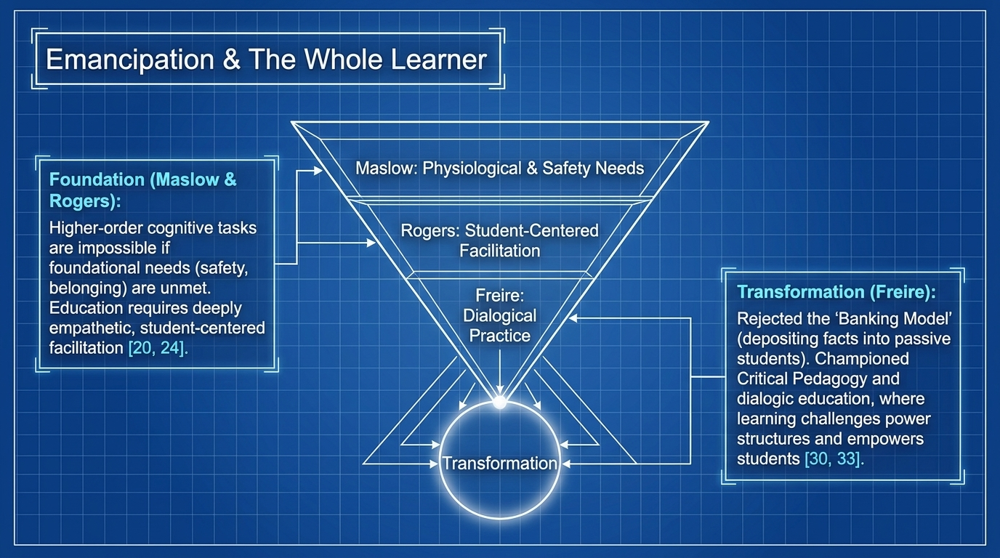 Emancipation & The Whole Learner
Foundation (Maslow &
Rogers):
Higher-order cognitive tasks
are impossible if
foundational needs (safety,
belonging) are unmet.
Education requires deeply
empathetic, student-centered
facilitation [20, 24].
Maslow: Physiological & Safety Needs
Rogers: Student-Centered
Facilitation
Freire:
Dialogical
Practice
Transformation
Transformation (Freire):
Rejected the ‘Banking Model’
(depositing facts into passive
students). Championed
Critical Pedagogy and
dialogic education, where
learning challenges power
structures and empowers
students [30, 33].